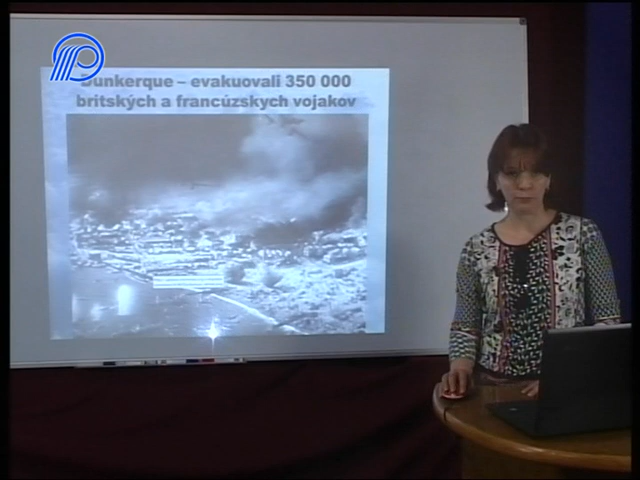 Dunkerque – evakuovali 350 000
britských a francúzskych vojakov